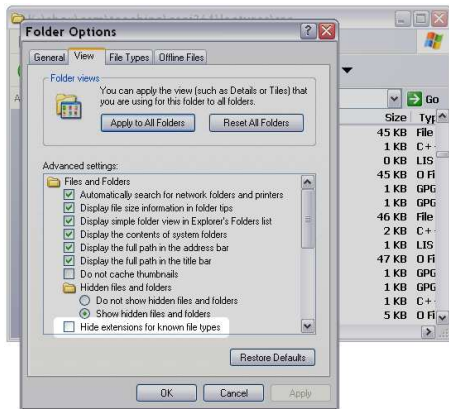 Folder Options
General View File Types Offline Files
Folder views
You can apply the view (such as Details or Tiles) that
you are using for this folder to all folders.
Apply to All Folders Reset All Folders
Advanced settings:
Files and Folders
Automatically search for network folders and printers
Display file size information in folder tips
Display simple folder view in Explorer's Folders list
Display the contents of system folders
Display the full path in the address bar
Display the full path in the title bar
Do not cache thumbnails
Hidden files and folders
Do not show hidden files and folders
Show hidden files and folders
Hide extensions for known file types
Restore Defaults
OK Cancel Apply
Go
Size
45 KB File
1 KB C++
0 KB LIS
45 KB O Fi
1 KB GPG
1 KB GPG
46 KB File
2 KB C++
1 KB LIS
47 KB O Fi
1 KB GPG
1 KB GPG
1 KB C++
5 KB O Fi